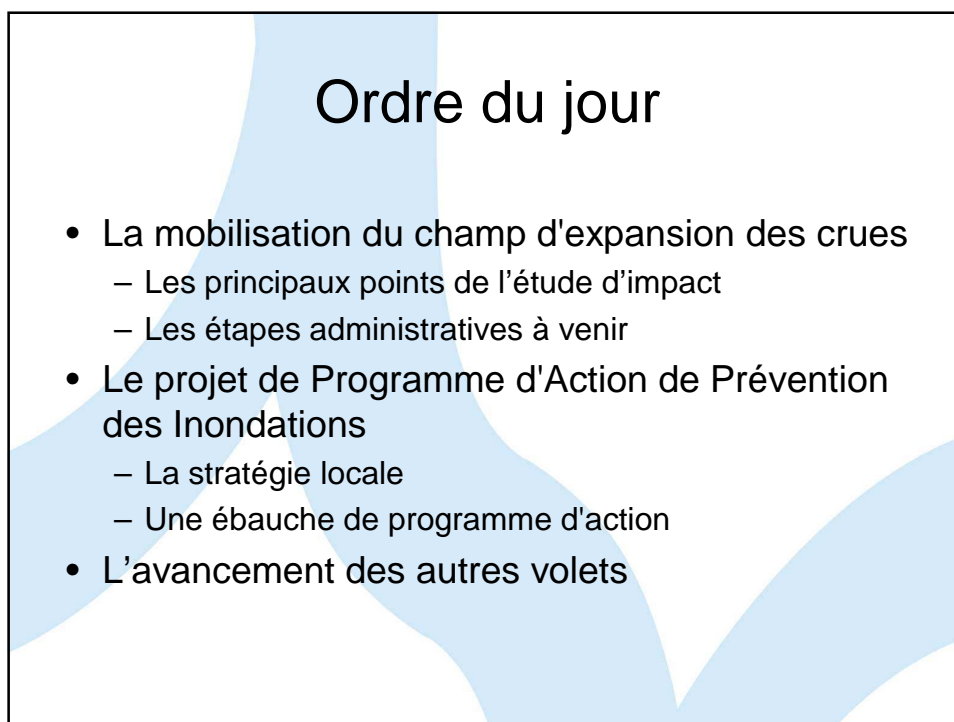 Ordre du jour
• La mobilisation du champ d'expansion des crues
– Les principaux points de l’étude d’impact
– Les étapes administratives à venir
• Le projet de Programme d'Action de Prévention
des Inondations
– La stratégie locale
– Une ébauche de programme d'action
• L’avancement des autres volets